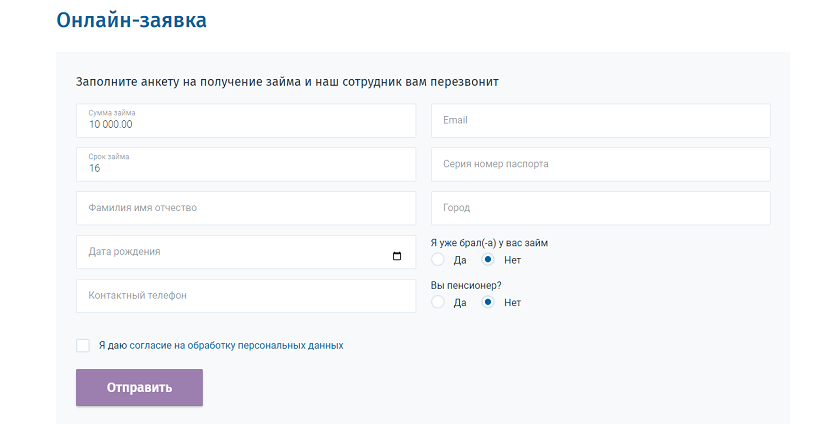 Онлайн-заявка
Заполните анкету на получение займа и наш сотрудник вам перезвонит
Сумма займа
10 000.00
Email
Срок займа
16
Серия номер паспорта
Фамилия имя отчество
Город
Дата рождения
Я уже брал(-а) у вас займ
Да Нет
Контактный телефон
Вы пенсионер?
Да Нет
Я даю согласие на обработку персональных данных
Отправить